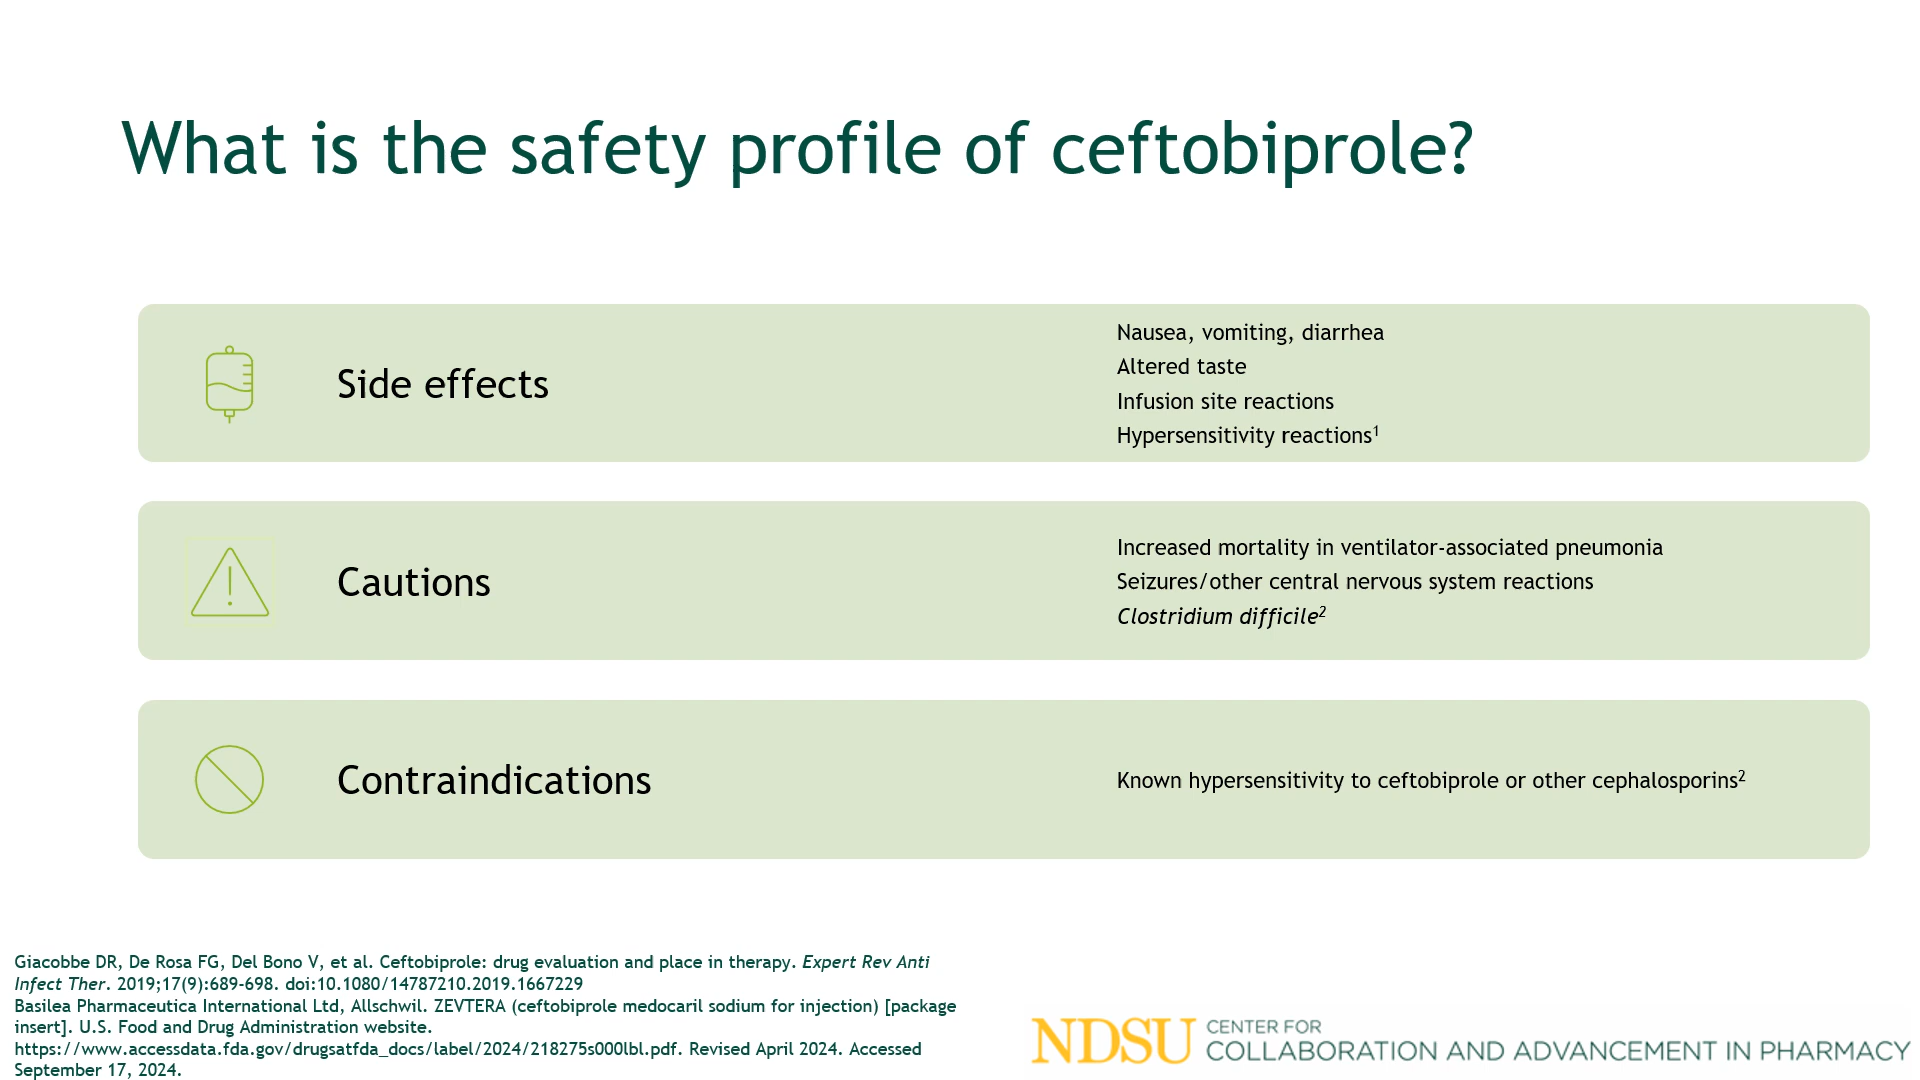 What is the safety profile of ceftobiprole?
Side effects
Nausea, vomiting, diarrhea
Altered taste
Infusion site reactions
Hypersensitivity reactions¹
Cautions
Increased mortality in ventilator-associated pneumonia
Seizures/other central nervous system reactions
Clostridium difficile²
Contraindications
Known hypersensitivity to ceftobiprole or other cephalosporins²
Giacobbe DR, De Rosa FG, Del Bono V, et al. Ceftobiprole: drug evaluation and place in therapy. Expert Rev Anti
Infect Ther. 2019;17(9):689-698. doi:10.1080/14787210.2019.1667229
Basilea Pharmaceutica International Ltd, Allschwil. ZEVTERA (ceftobiprole medocaril sodium for injection) [package
insert]. U.S. Food and Drug Administration website.
https://www.accessdata.fda.gov/drugsatfda_docs/label/2024/218275s000lbl.pdf. Revised April 2024. Accessed
September 17, 2024.
NDSU CENTER FOR
COLLABORATION AND ADVANCEMENT IN PHARMACY